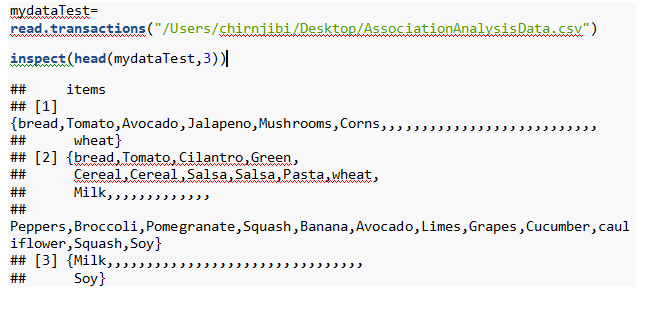 mydataTest=
read.transactions("/Users/chirnjibi/Desktop/AssociationAnalysisData.csv")
inspect(head(mydataTest,3))
##     items
## [1]
{bread,Tomato,Avocado,Jalapeno,Mushrooms,Corns,,,,,,,,,,,,,,,,,,,,,,,,,,,
##      wheat}
## [2] {bread,Tomato,Cilantro,Green,
##      Cereal,Cereal,Salsa,Salsa,Pasta,wheat,
##      Milk,,,,,,,,,,,,,
##
Peppers,Broccoli,Pomegranate,Squash,Banana,Avocado,Limes,Grapes,Cucumber,caul
iflower,Squash,Soy}
## [3] {Milk,,,,,,,,,,,,,,,,,,,,,,,,,,,,,,,,
##      Soy}